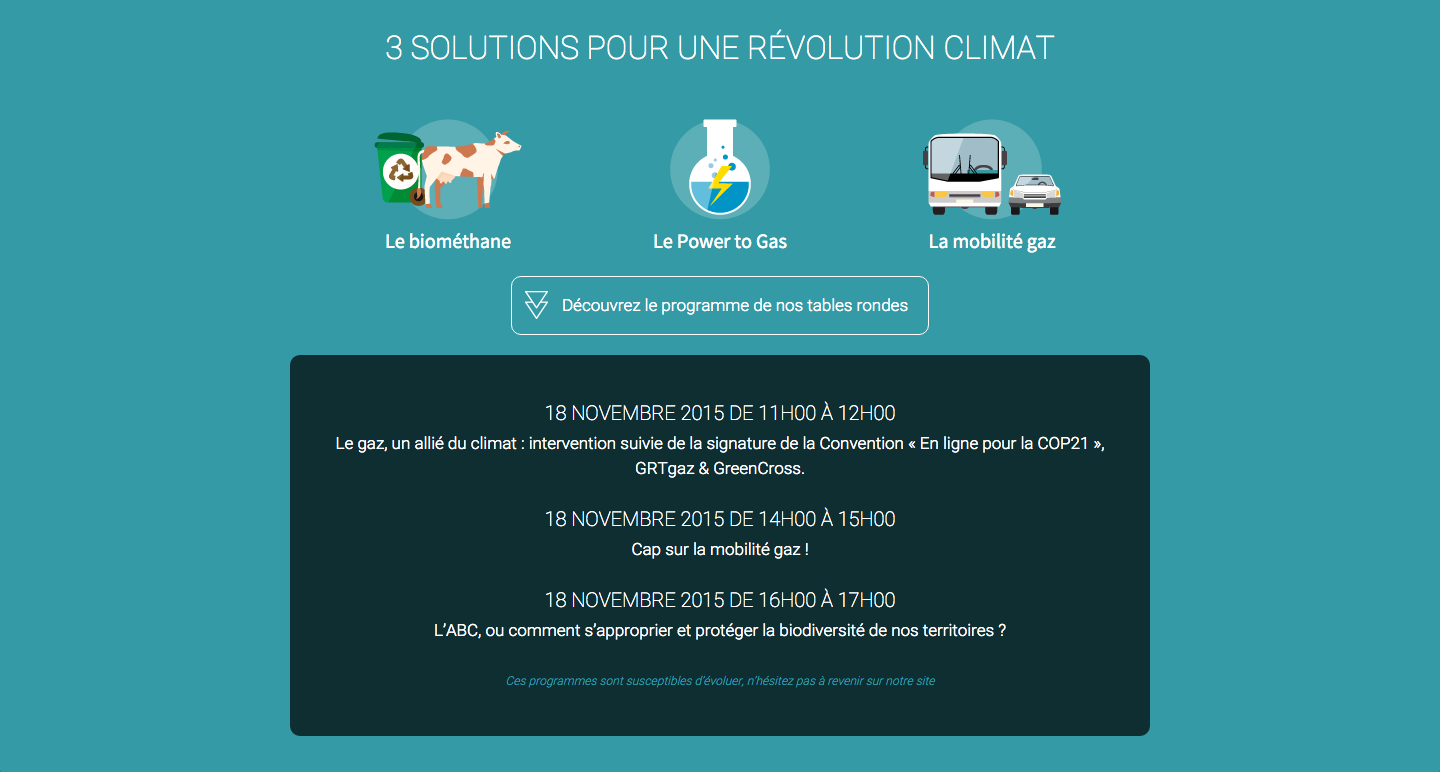 3 SOLUTIONS POUR UNE RÉVOLUTION CLIMAT
Le biométhane
Le Power to Gas
La mobilité gaz
Découvrez le programme de nos tables rondes
18 NOVEMBRE 2015 DE 11H00 À 12H00
Le gaz, un allié du climat : intervention suivie de la signature de la Convention « En ligne pour la COP21 »,
GRTgaz & GreenCross.
18 NOVEMBRE 2015 DE 14H00 À 15H00
Cap sur la mobilité gaz !
18 NOVEMBRE 2015 DE 16H00 À 17H00
L’ABC, ou comment s’approprier et protéger la biodiversité de nos territoires ?
Ces programmes sont susceptibles d’évoluer, n’hésitez pas à revenir sur notre site